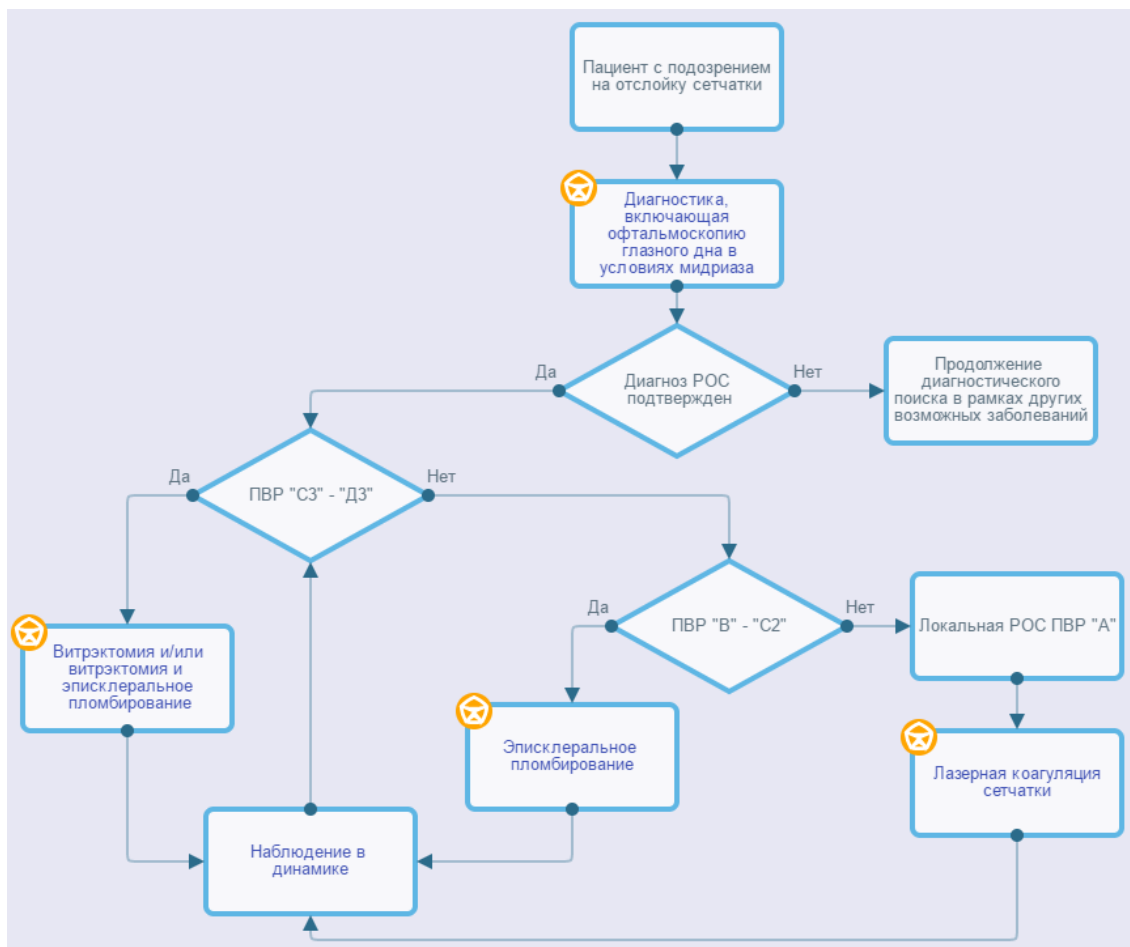 Пациент с подозрением
на отслойку сетчатки
Диагностика,
включающая
офтальмоскопию
глазного дна в
условиях мидриаза
Да
Диагноз РОС
подтвержден
Нет
Продолжение
диагностического
поиска в рамках других
возможных заболеваний
Да
ПВР "С3" - "Д3"
Нет
Да
ПВР "В" - "С2"
Нет
Локальная РОС ПВР "А"
Витрэктомия и/или
витрэктомия и
эписклеральное
пломбирование
Эписклеральное
пломбирование
Лазерная коагуляция
сетчатки
Наблюдение в
динамике